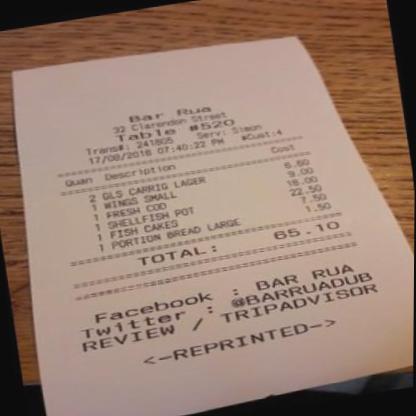 Bar Rua
32 Clarendon Street
Table #520
Trans#: 241805 Serv: Simon
17/08/2016 07:40:22 PM #Cust:4
Quan Description Cost
2 GLS CARRIG LAGER 6.60
1 WINGS SMALL 9.00
1 FRESH COD 18.00
1 SHELLFISH POT 22.50
1 FISH CAKES 7.50
1 PORTION BREAD LARGE 1.50
TOTAL: 65.10
Facebook : BAR RUA
Twitter : @BARRUADUB
REVIEW / TRIPADVISOR
<-REPRINTED->